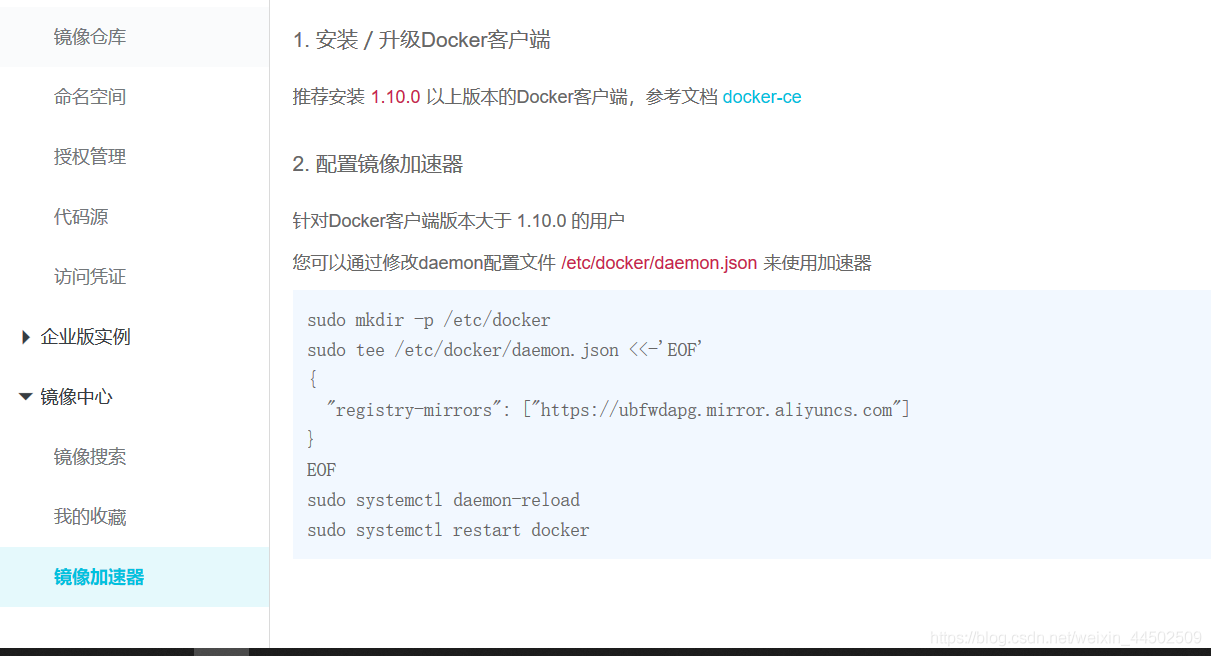 镜像仓库
命名空间
授权管理
代码源
访问凭证
企业版实例
镜像中心
镜像搜索
我的收藏
镜像加速器
1. 安装 / 升级Docker客户端
推荐安装 1.10.0 以上版本的Docker客户端，参考文档 docker-ce
2. 配置镜像加速器
针对Docker客户端版本大于 1.10.0 的用户
您可以通过修改daemon配置文件 /etc/docker/daemon.json 来使用加速器
sudo mkdir -p /etc/docker
sudo tee /etc/docker/daemon.json <<-'EOF'
{
  "registry-mirrors": ["https://ubfwdapg.mirror.aliyuncs.com"]
}
EOF
sudo systemctl daemon-reload
sudo systemctl restart docker
https://blog.csdn.net/weixin_44502509